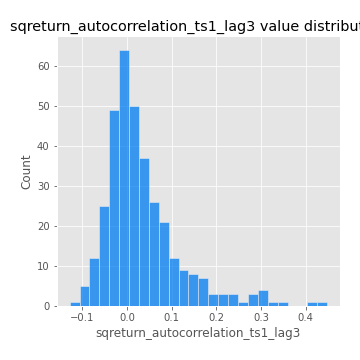 sqreturn_autocorrelation_ts1_lag3 value distribut
60
50
40
30
20
10
0
Count
−0.1 0.0 0.1 0.2 0.3 0.4
sqreturn_autocorrelation_ts1_lag3